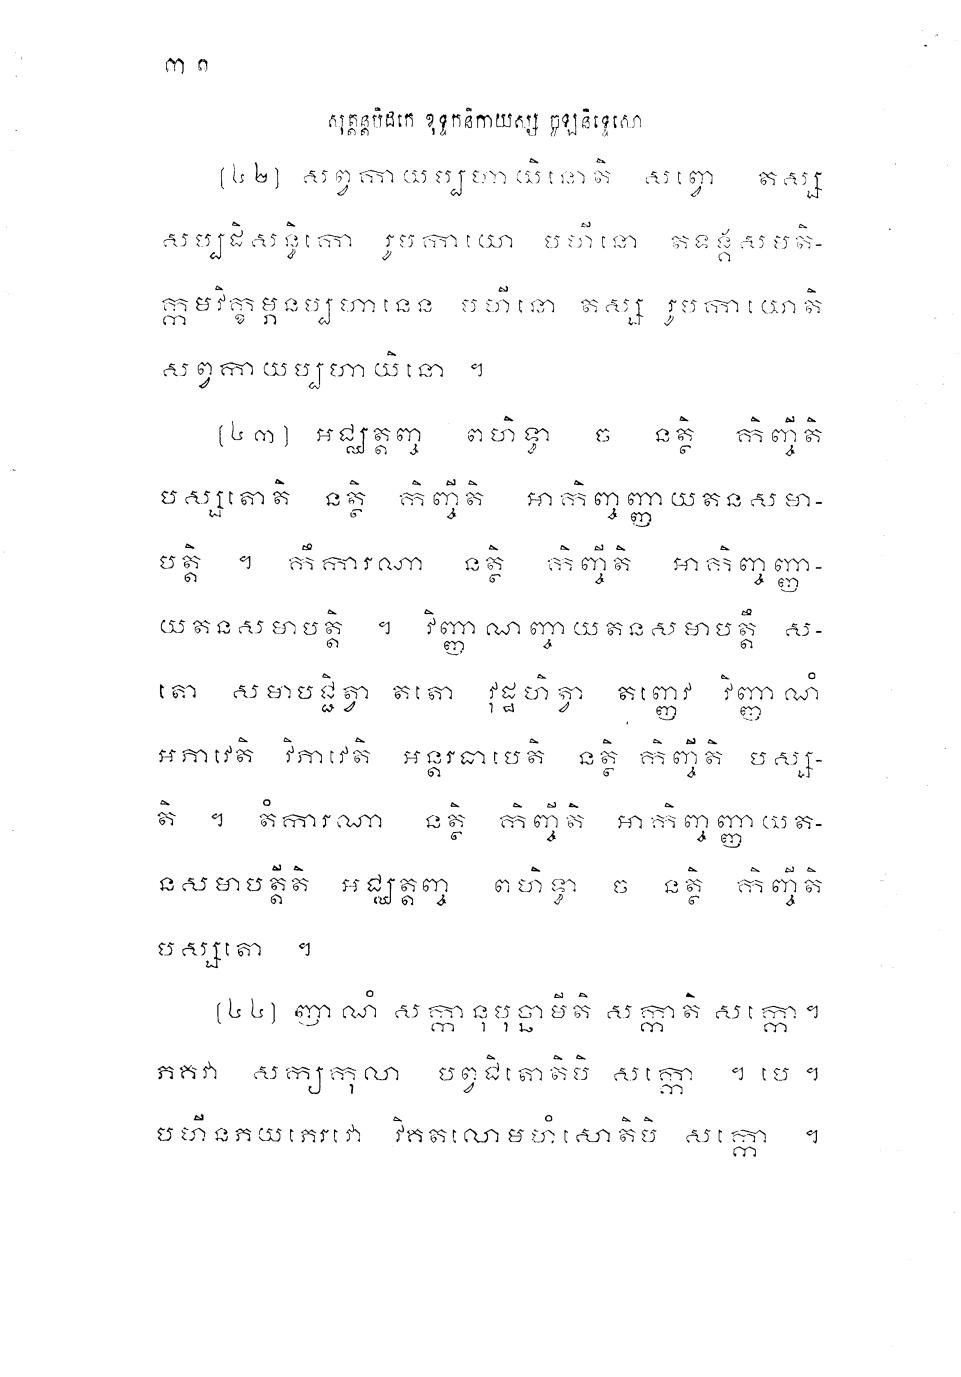 ៣ ១
សុត្តន្តបិដកេ ខុទ្ទកនិកាយស្ស ចូឡនិទ្ទេសោ
(៤២) សព្វកាយប្បហាយិនោតិ សព្វោ តស្ស
សប្បដិសន្ធិកោ រូបកាយោ បហីនោ តទង្គសមតិ-
ក្កមវិក្ខម្ភនប្បហានេន បហីនោ តស្ស រូបកាយោតិ
សព្វកាយប្បហាយិនោ ។
(៤៣) អជ្ឈត្តញ្ច ពហិទ្ធា ច នត្ថិ កិញ្ចីតិ
បស្សតោតិ នត្ថិ កិញ្ចីតិ អាកិញ្ចញ្ញាយតនសមា-
បត្តិ ។ កឹការណា នត្ថិ កិញ្ចីតិ អាកិញ្ចញ្ញា-
យតនសមាបត្តិ ។ វិញ្ញាណញ្ចាយតនសមាបត្តឹ ស-
តោ សមាបជ្ជិត្វា តតោ វុដ្ឋហិត្វា តញ្ញេវ វិញ្ញាណំ
អភាវេតិ វិភាវេតិ អន្តរធាបេតិ នត្ថិ កិញ្ចីតិ បស្ស-
តិ ។ តំការណា នត្ថិ កិញ្ចីតិ អាកិញ្ចញ្ញាយត-
នសមាបត្តីតិ អជ្ឈត្តញ្ច ពហិទ្ធា ច នត្ថិ កិញ្ចីតិ
បស្សតោ ។
(៤៤) ញាណំ សក្កានុបុច្ឆាមីតិ សក្កាតិ សក្កោ។
ភគវា សក្យកុលា បព្វជិតោតិបិ សក្កោ ។ បេ ។
បហីនភយភេរវោ វិគតលោមហំសោតិបិ សក្កោ ។